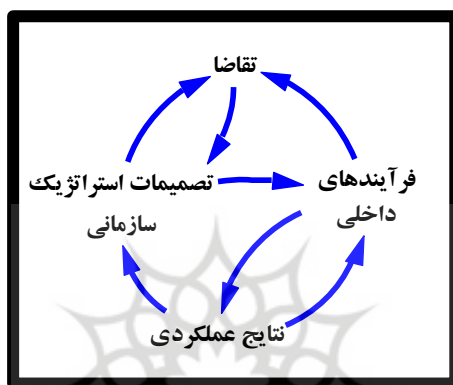 تقاضا
فرآیندهای
داخلی
تصمیمات استراتژیک
سازمانی
نتایج عملکردی